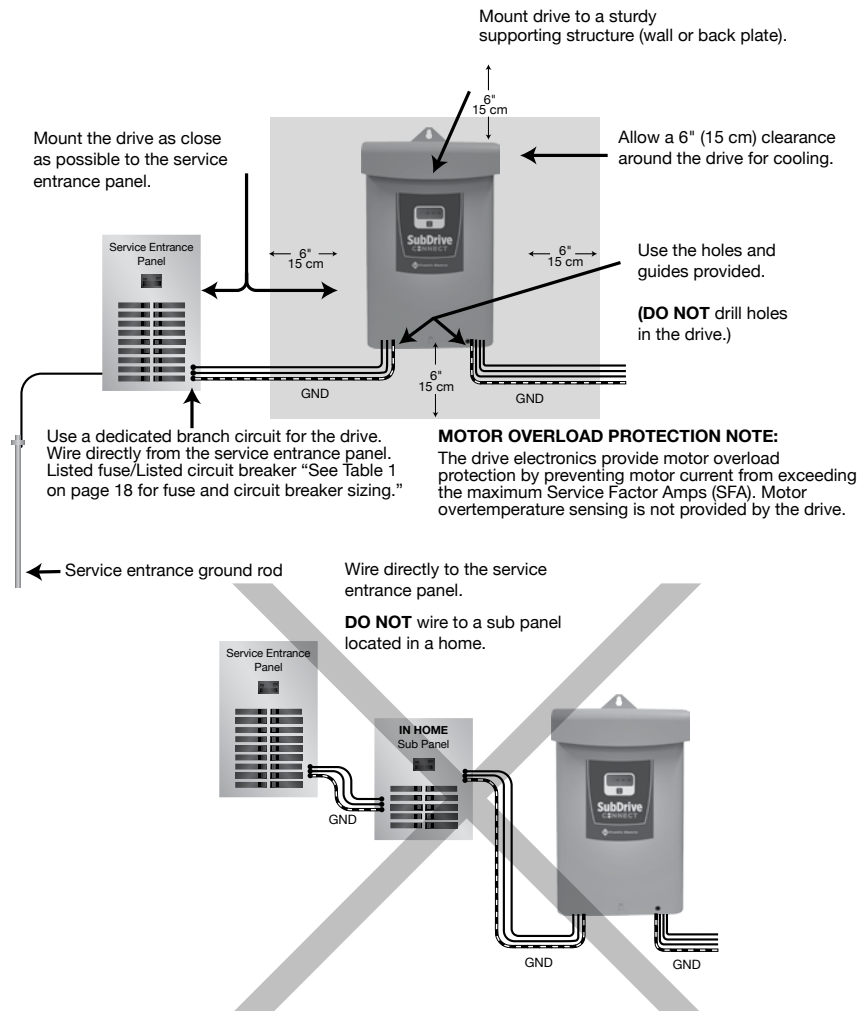 Mount drive to a sturdy
supporting structure (wall or back plate).
6"
15 cm
Mount the drive as close
as possible to the service
entrance panel.
Allow a 6" (15 cm) clearance
around the drive for cooling.
Service Entrance
Panel
6"
15 cm
SubDrive
CONNECT
6"
15 cm
Use the holes and
guides provided.
(DO NOT drill holes
in the drive.)
6"
15 cm
GND
GND
Use a dedicated branch circuit for the drive.
Wire directly from the service entrance panel.
Listed fuse/Listed circuit breaker “See Table 1
on page 18 for fuse and circuit breaker sizing.”
MOTOR OVERLOAD PROTECTION NOTE:
The drive electronics provide motor overload
protection by preventing motor current from exceeding
the maximum Service Factor Amps (SFA). Motor
overtemperature sensing is not provided by the drive.
Service entrance ground rod
Wire directly to the service
entrance panel.
DO NOT wire to a sub panel
located in a home.
Service Entrance
Panel
IN HOME
Sub Panel
GND
SubDrive
CONNECT
GND
GND